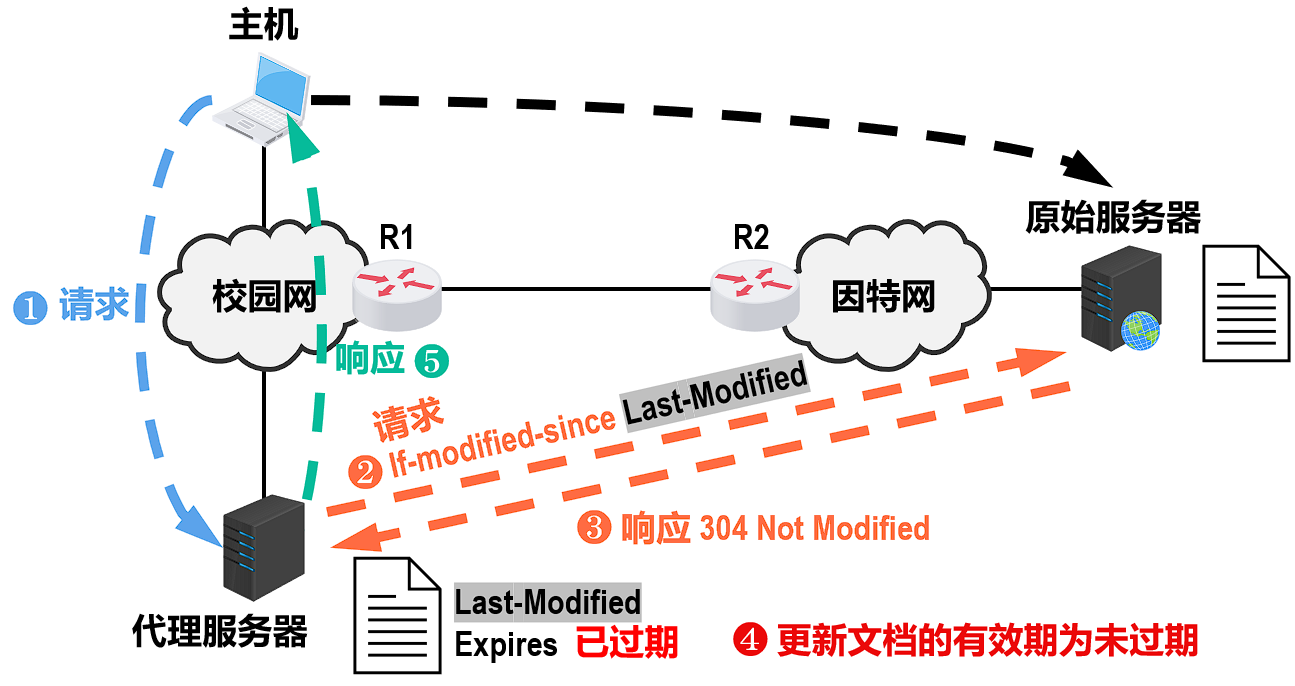 主机
原始服务器
R1
R2
校园网
因特网
❶ 请求
响应 ❺
请求
❷ If-modified-since Last-Modified
❸ 响应 304 Not Modified
代理服务器
Last-Modified
Expires 已过期
❹ 更新文档的有效期为未过期